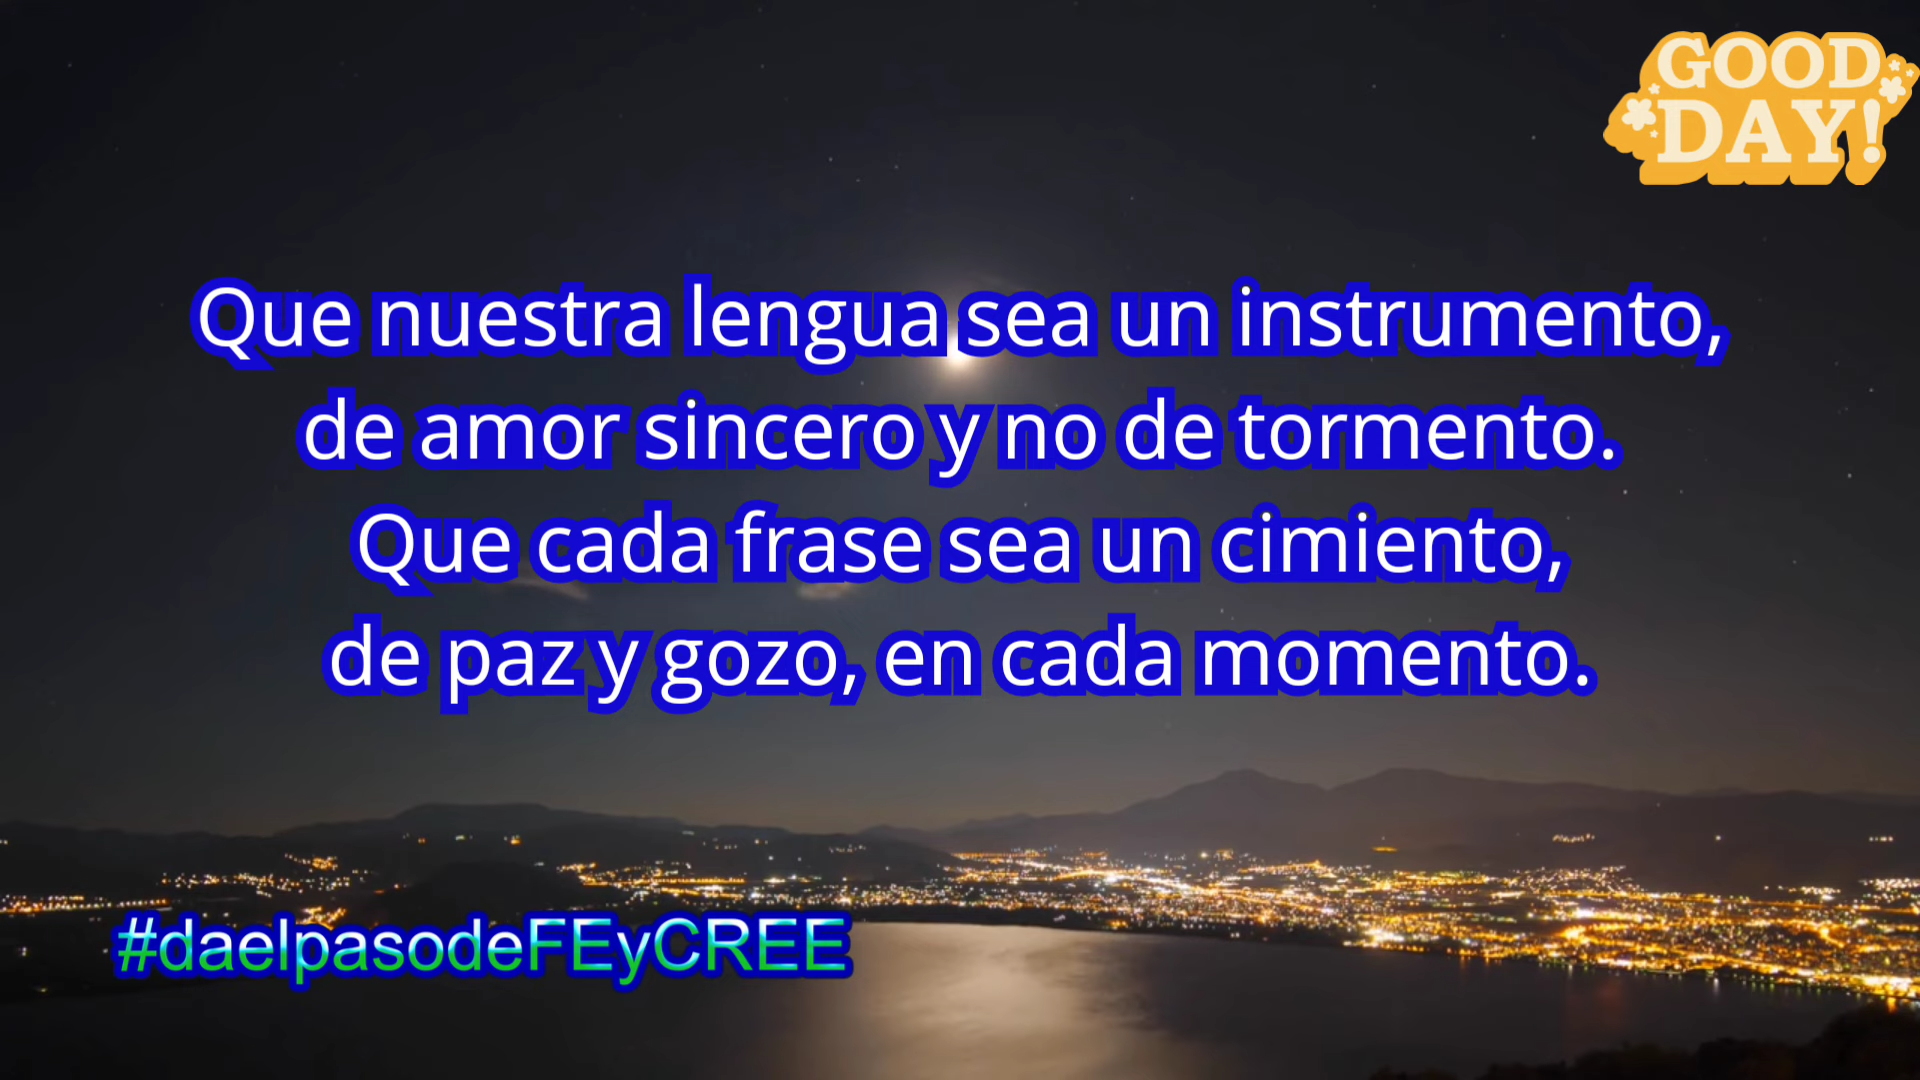 GOOD
DAY!
Que nuestra lengua sea un instrumento,
de amor sincero y no de tormento.
Que cada frase sea un cimiento,
de paz y gozo, en cada momento.
#daelpasodeFEyCREE